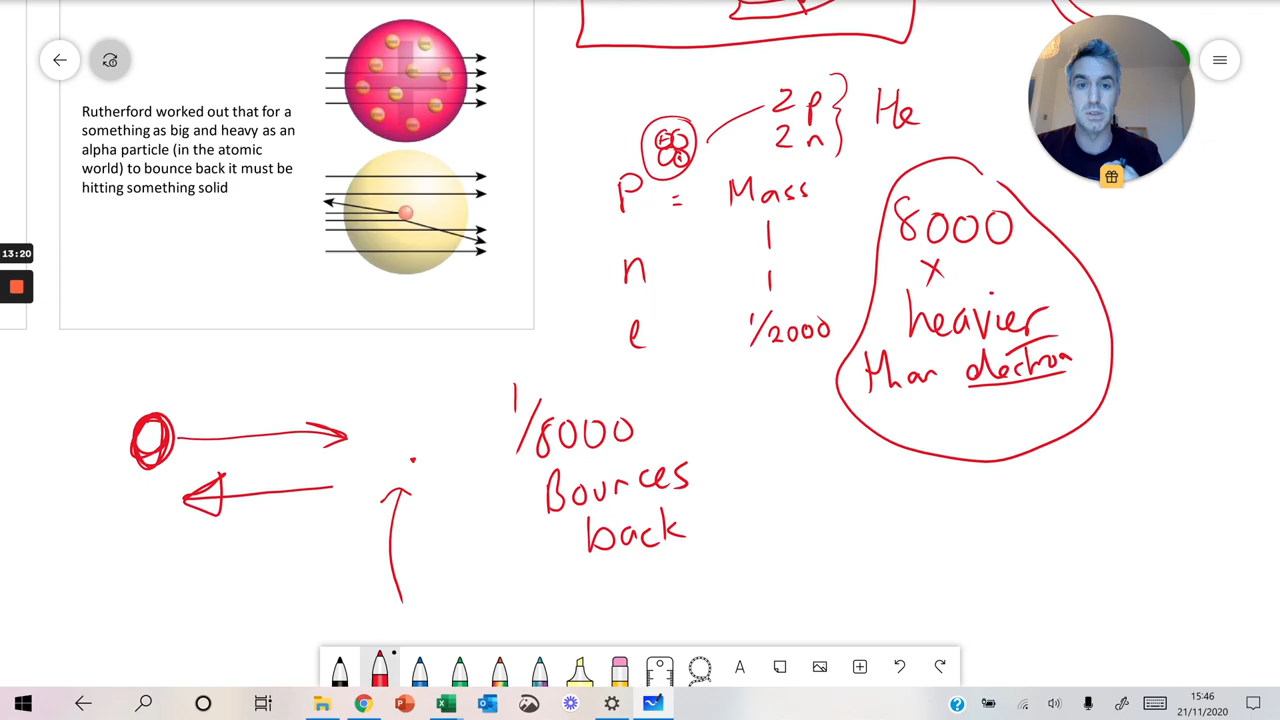 Rutherford worked out that for a
something as big and heavy as an
alpha particle (in the atomic
world) to bounce back it must be
hitting something solid
2 p
2 n
He
P = Mass
1
n 1
e 1/2000
8000
x
heavier
than electron
1/8000
Bounces
back
13:20
A
15:46
21/11/2020